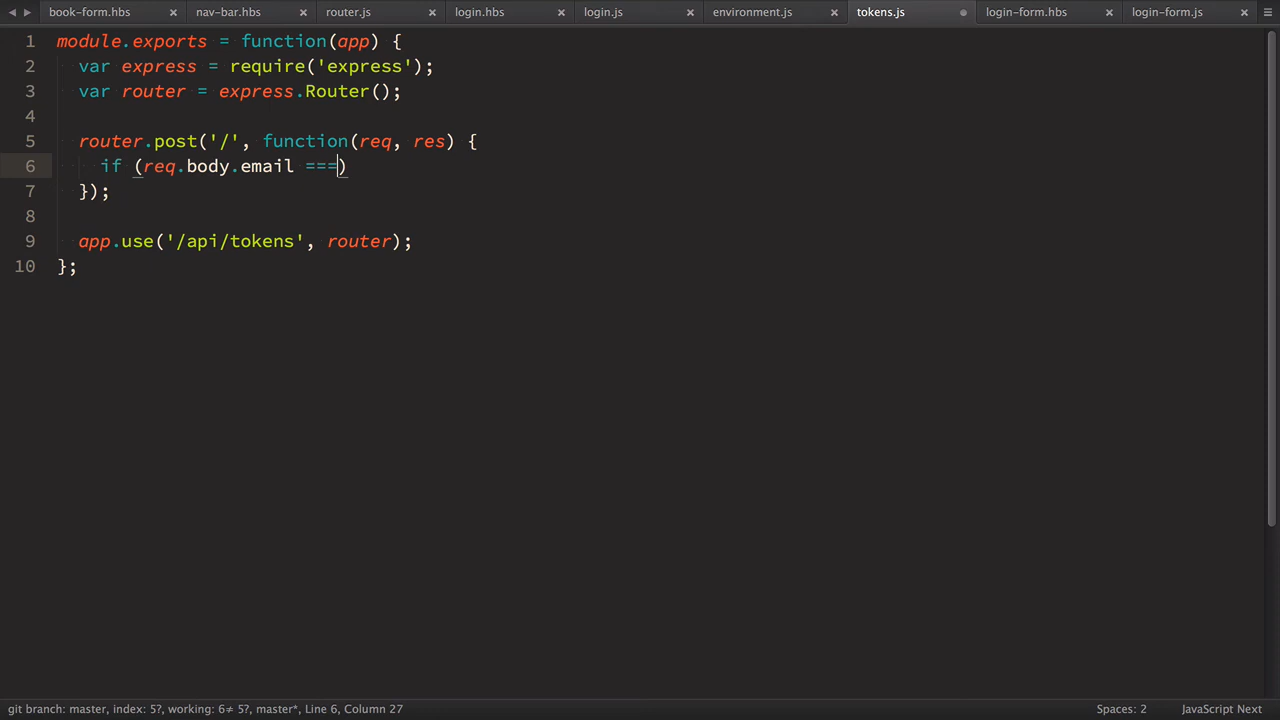 book-form.hbs × nav-bar.hbs × router.js × login.hbs × login.js × environment.js × tokens.js login-form.hbs × login-form.js ×
1 module.exports = function(app) {
2 var express = require('express');
3 var router = express.Router();
4
5 router.post('/', function(req, res) {
6 if (req.body.email ===)
7 });
8
9 app.use('/api/tokens', router);
10 };
git branch: master, index: 5?, working: 6≠ 5?, master*, Line 6, Column 27 Spaces: 2 JavaScript Next